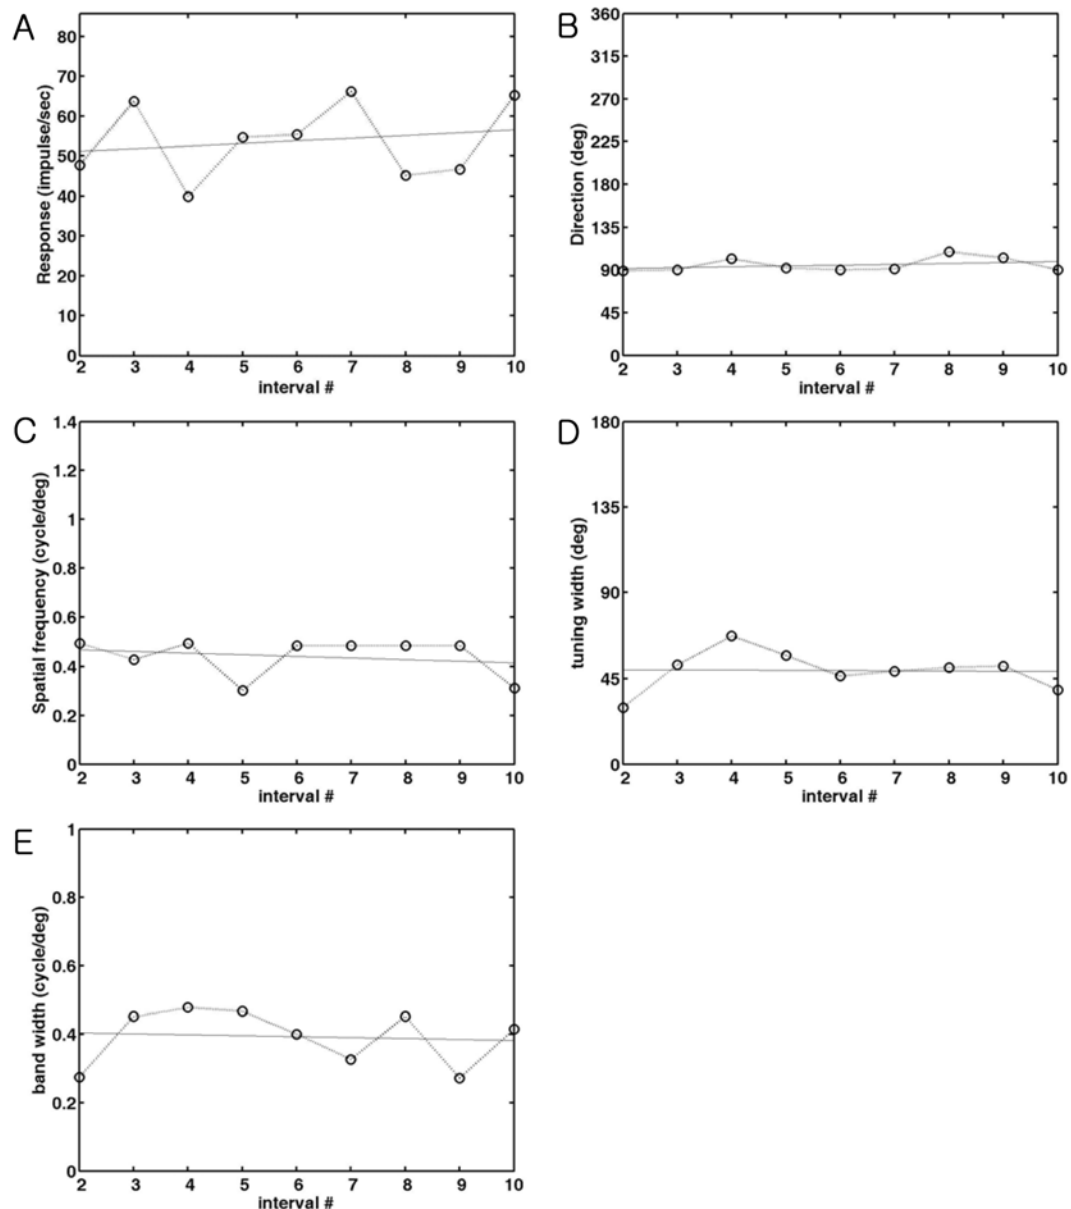 A
Response (impulse/sec)
80
70
60
50
40
30
20
10
0
2 3 4 5 6 7 8 9 10
interval #
B
Direction (deg)
360
315
270
225
180
135
90
45
0
2 3 4 5 6 7 8 9 10
interval #
C
Spatial frequency (cycle/deg)
1.4
1.2
1
0.8
0.6
0.4
0.2
0
2 3 4 5 6 7 8 9 10
interval #
D
tuning width (deg)
180
135
90
45
0
2 3 4 5 6 7 8 9 10
interval #
E
band width (cycle/deg)
1
0.8
0.6
0.4
0.2
0
2 3 4 5 6 7 8 9 10
interval #